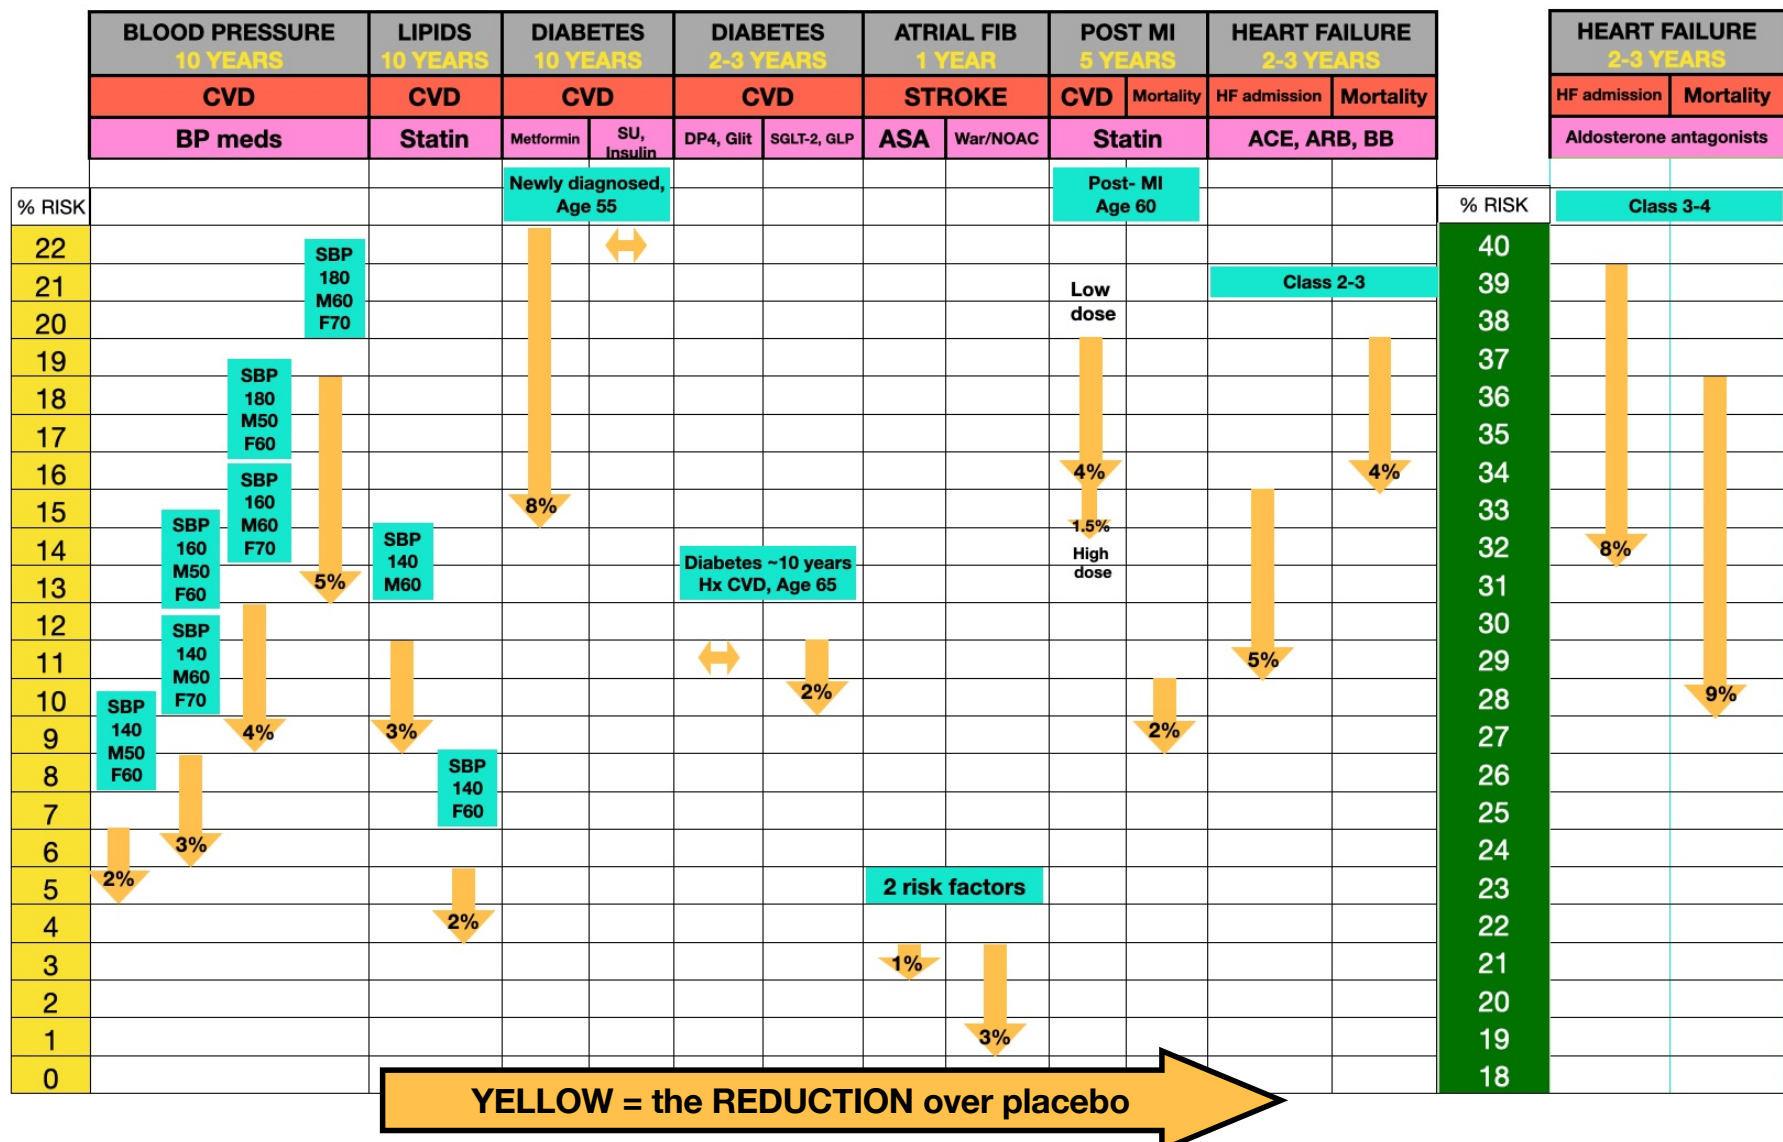 BLOOD PRESSURE
10 YEARS
LIPIDS
10 YEARS
DIABETES
10 YEARS
DIABETES
2-3 YEARS
ATRIAL FIB
1 YEAR
POST MI
5 YEARS
HEART FAILURE
2-3 YEARS
HEART FAILURE
2-3 YEARS
CVD
CVD
CVD
CVD
STROKE
CVD
Mortality
HF admission
Mortality
HF admission
Mortality
BP meds
Statin
Metformin
SU,
Insulin
DP4, Glit
SGLT-2, GLP
ASA
War/NOAC
Statin
ACE, ARB, BB
Aldosterone antagonists
% RISK
22
21
20
19
18
17
16
15
14
13
12
11
10
9
8
7
6
5
4
3
2
1
0
SBP
140
M50
F60
2%
SBP
160
M50
F60
SBP
140
M60
F70
3%
SBP
180
M50
F60
SBP
160
M60
F70
4%
SBP
180
M60
F70
5%
SBP
140
M60
3%
SBP
140
F60
2%
Newly diagnosed,
Age 55
8%
Diabetes ~10 years
Hx CVD, Age 65
2%
2 risk factors
1%
3%
Post- MI
Age 60
Low
dose
4%
1.5%
High
dose
2%
Class 2-3
5%
4%
% RISK
40
39
38
37
36
35
34
33
32
31
30
29
28
27
26
25
24
23
22
21
20
19
18
Class 3-4
8%
9%
YELLOW = the REDUCTION over placebo